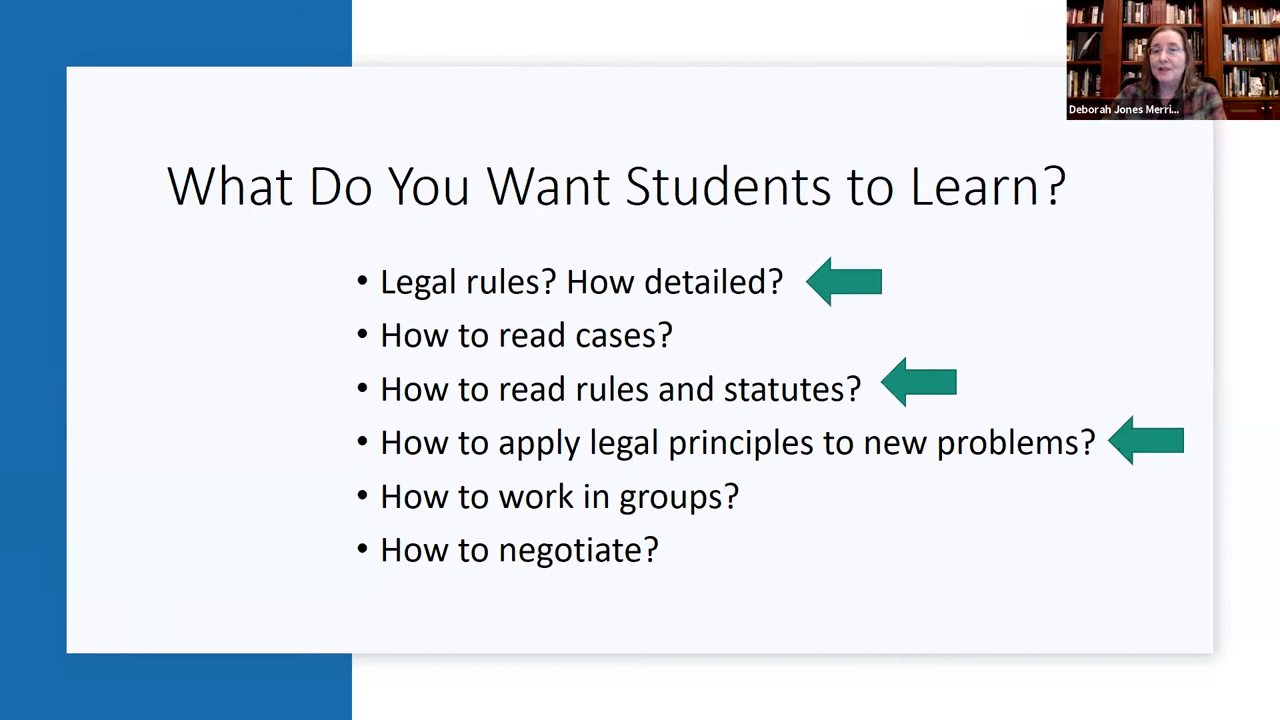 Deborah Jones Merri...
What Do You Want Students to Learn?
• Legal rules? How detailed?
• How to read cases?
• How to read rules and statutes?
• How to apply legal principles to new problems?
• How to work in groups?
• How to negotiate?